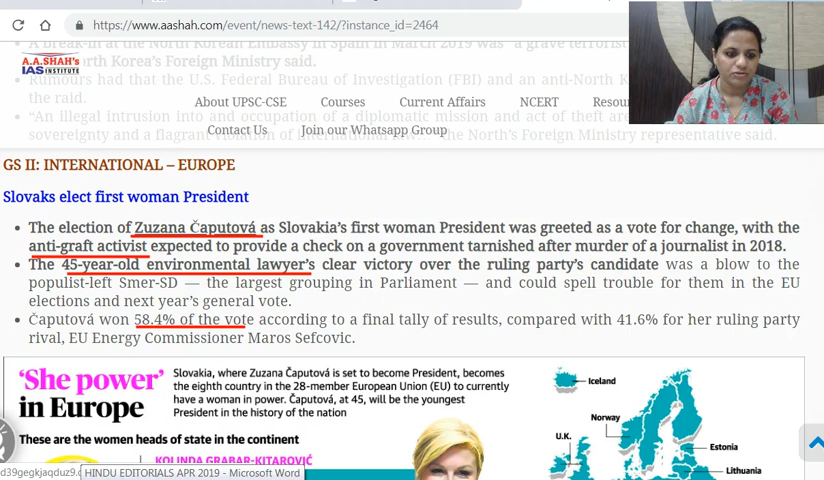 https://www.aashah.com/event/news-text-142/?instance_id=2464
A break-in at the North Korean Embassy in Spain in March 2019 was "a grave terroris
A.A.SHAH'S
IAS INSTITUTE
rth Korea's Foreign Ministry said.
Rumours had that the U.S. Federal Bureau of Investigation (FBI) and an anti-North K
the raid.
About UPSC-CSE Courses Current Affairs NCERT Resou
"An illegal intrusion into and occupation of a diplomatic mission and act of theft are
Contact Us Join our Whatsapp Group
sovereignty and a flagrant violation of international law... the North's Foreign Ministry representative said.
GS II: INTERNATIONAL – EUROPE
Slovaks elect first woman President
The election of Zuzana Čaputová as Slovakia's first woman President was greeted as a vote for change, with the
anti-graft activist expected to provide a check on a government tarnished after murder of a journalist in 2018.
The 45-year-old environmental lawyer's clear victory over the ruling party's candidate was a blow to the
populist-left Smer-SD — the largest grouping in Parliament — and could spell trouble for them in the EU
elections and next year's general vote.
Čaputová won 58.4% of the vote according to a final tally of results, compared with 41.6% for her ruling party
rival, EU Energy Commissioner Maros Sefcovic.
'She power'
in Europe
Slovakia, where Zuzana Čaputová is set to become President, becomes
the eighth country in the 28-member European Union (EU) to currently
have a woman in power. Čaputová, at 45, will be the youngest
President in the history of the nation
These are the women heads of state in the continent
KOLINDA GRABAR-KITAROVIĆ
Iceland
Norway
U.K.
Estonia
Lithuania
d39gegkjaqduz9.c
HINDU EDITORIALS APR 2019 - Microsoft Word